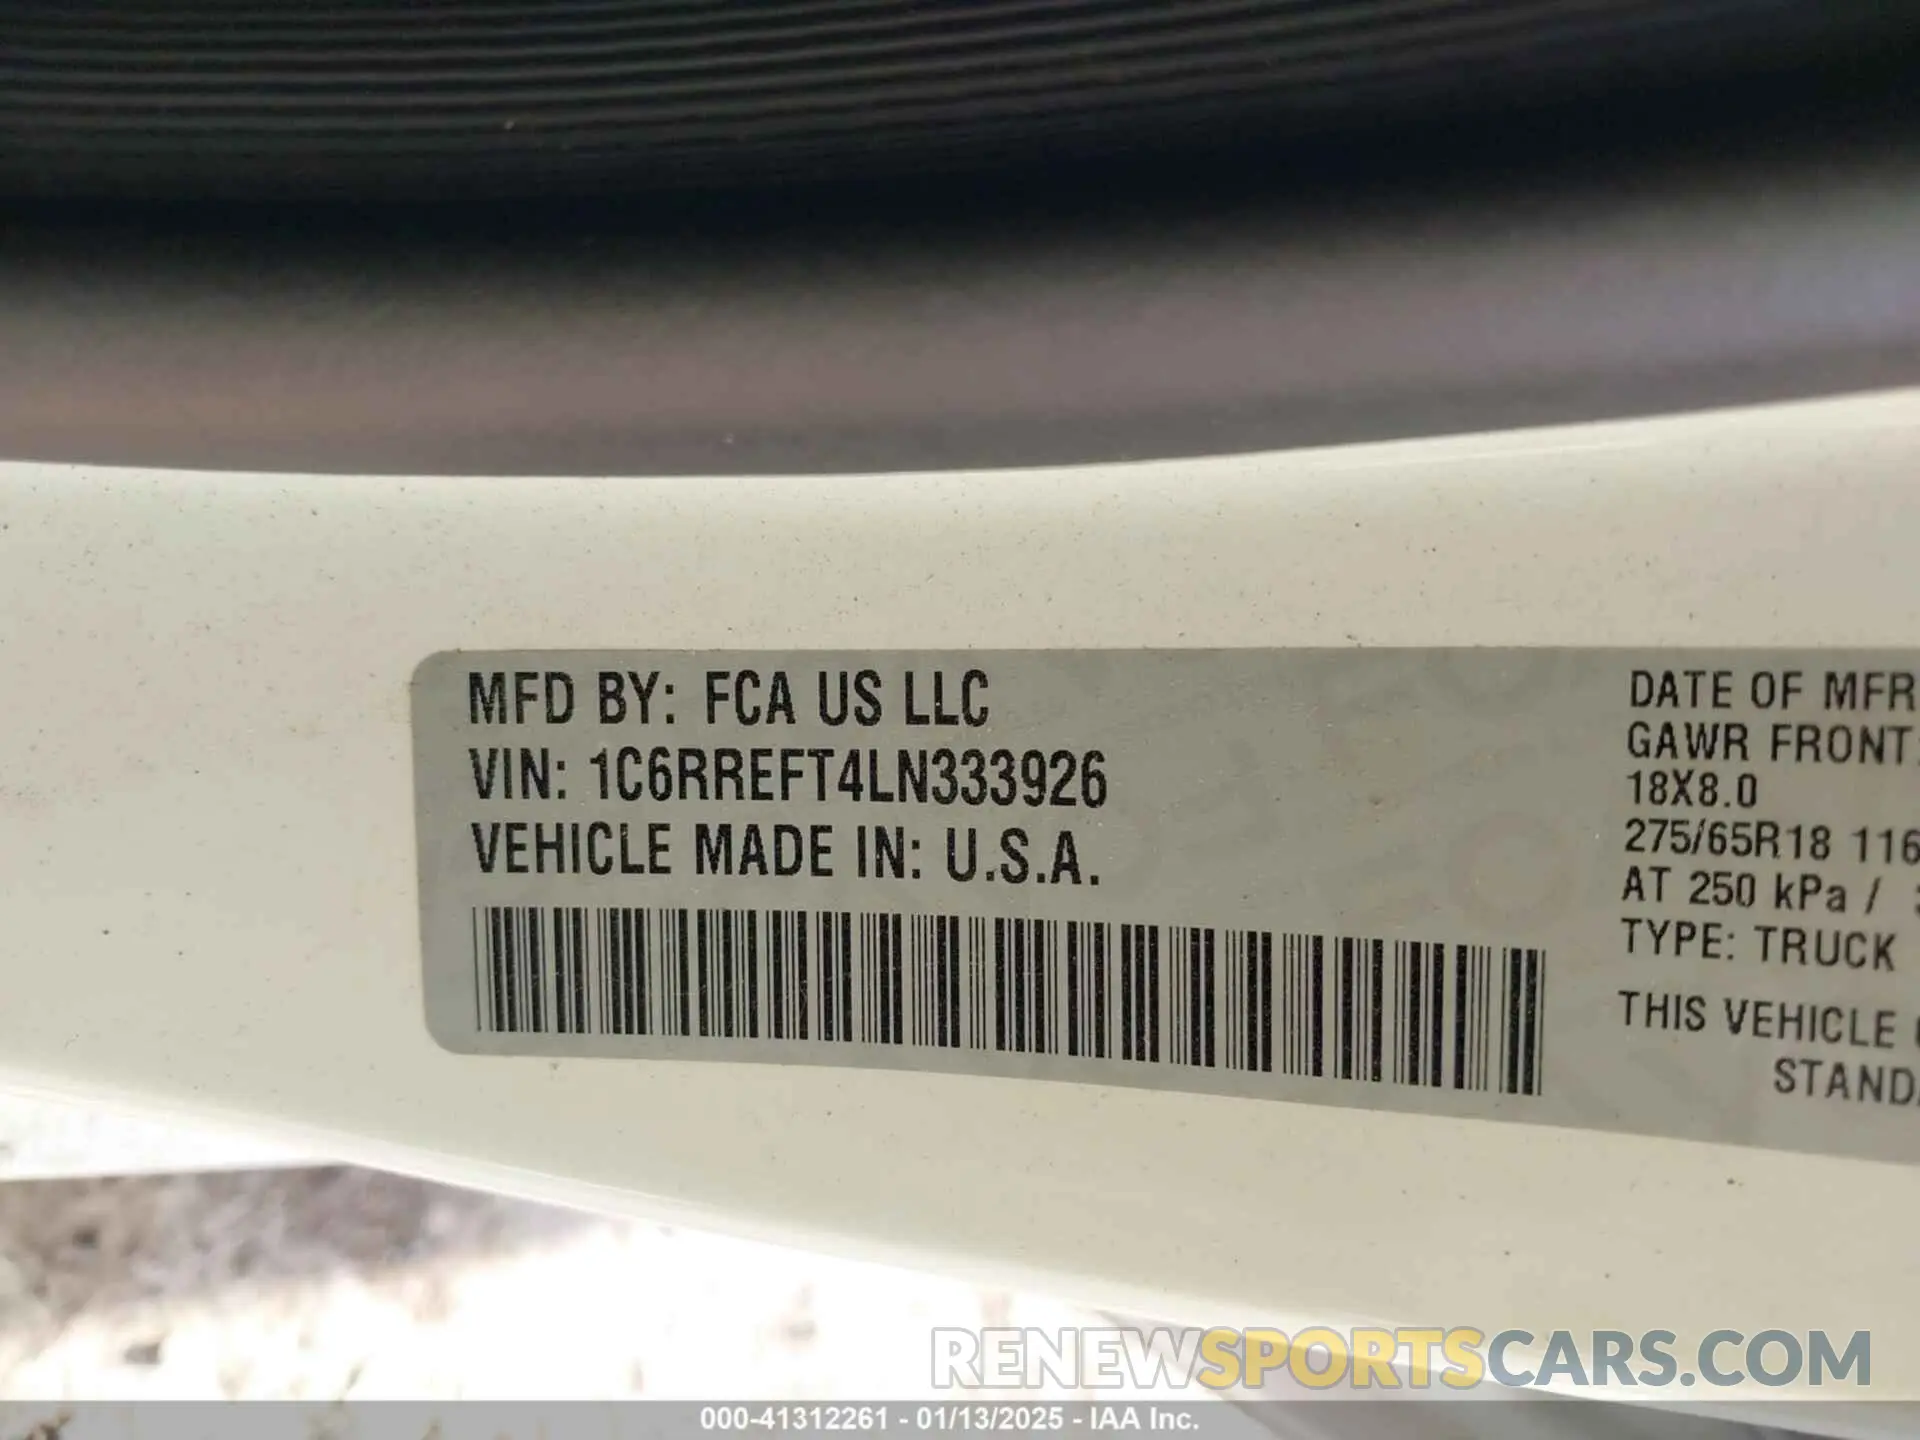 MFD BY: FCA US LLC
VIN: 1C6RREFT4LN333926
VEHICLE MADE IN: U.S.A.
DATE OF MFR
GAWR FRONT:
18X8.0
275/65R18 116
AT 250 kPa /
TYPE: TRUCK
THIS VEHICLE
STANDA
RENEWSPORTSCARS.COM
000-41312261 - 01/13/2025 - IAA Inc.